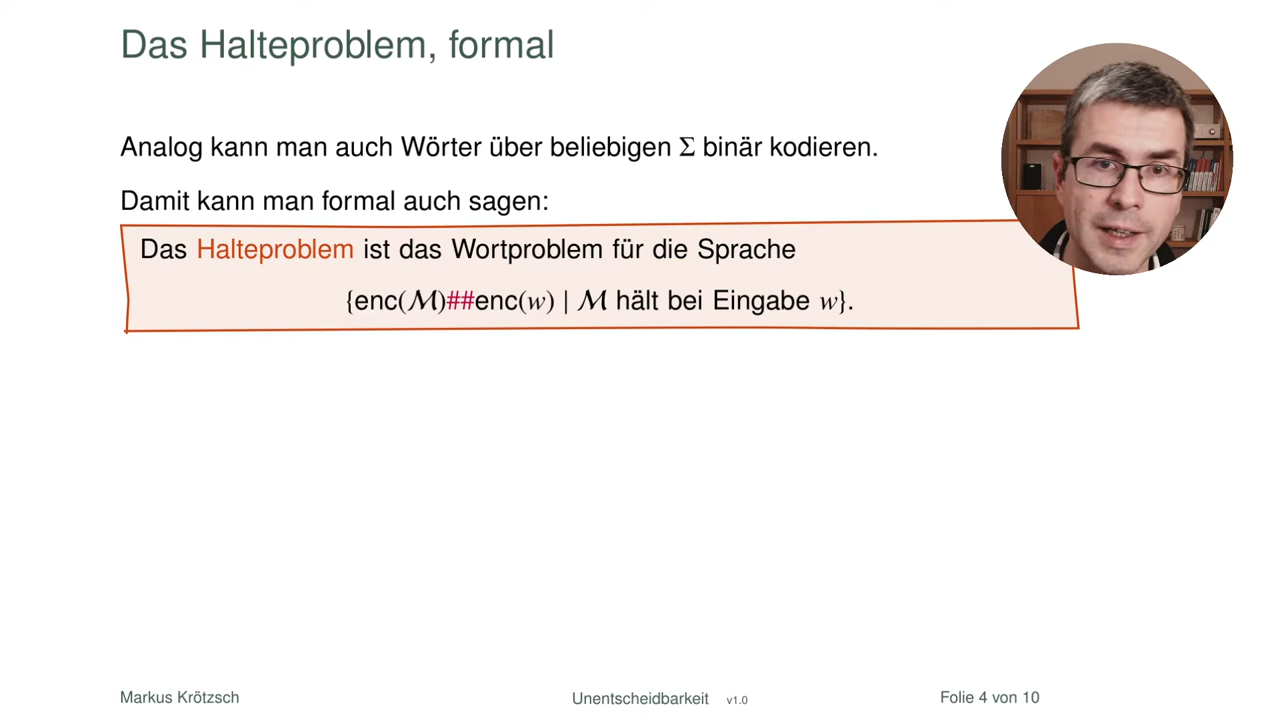 Das Halteproblem, formal
Analog kann man auch Wörter über beliebigen Σ binär kodieren.
Damit kann man formal auch sagen:
Das Halteproblem ist das Wortproblem für die Sprache
{enc(ℳ)##enc(w) | ℳ hält bei Eingabe w}.
Markus Krötzsch
Unentscheidbarkeit v1.0
Folie 4 von 10